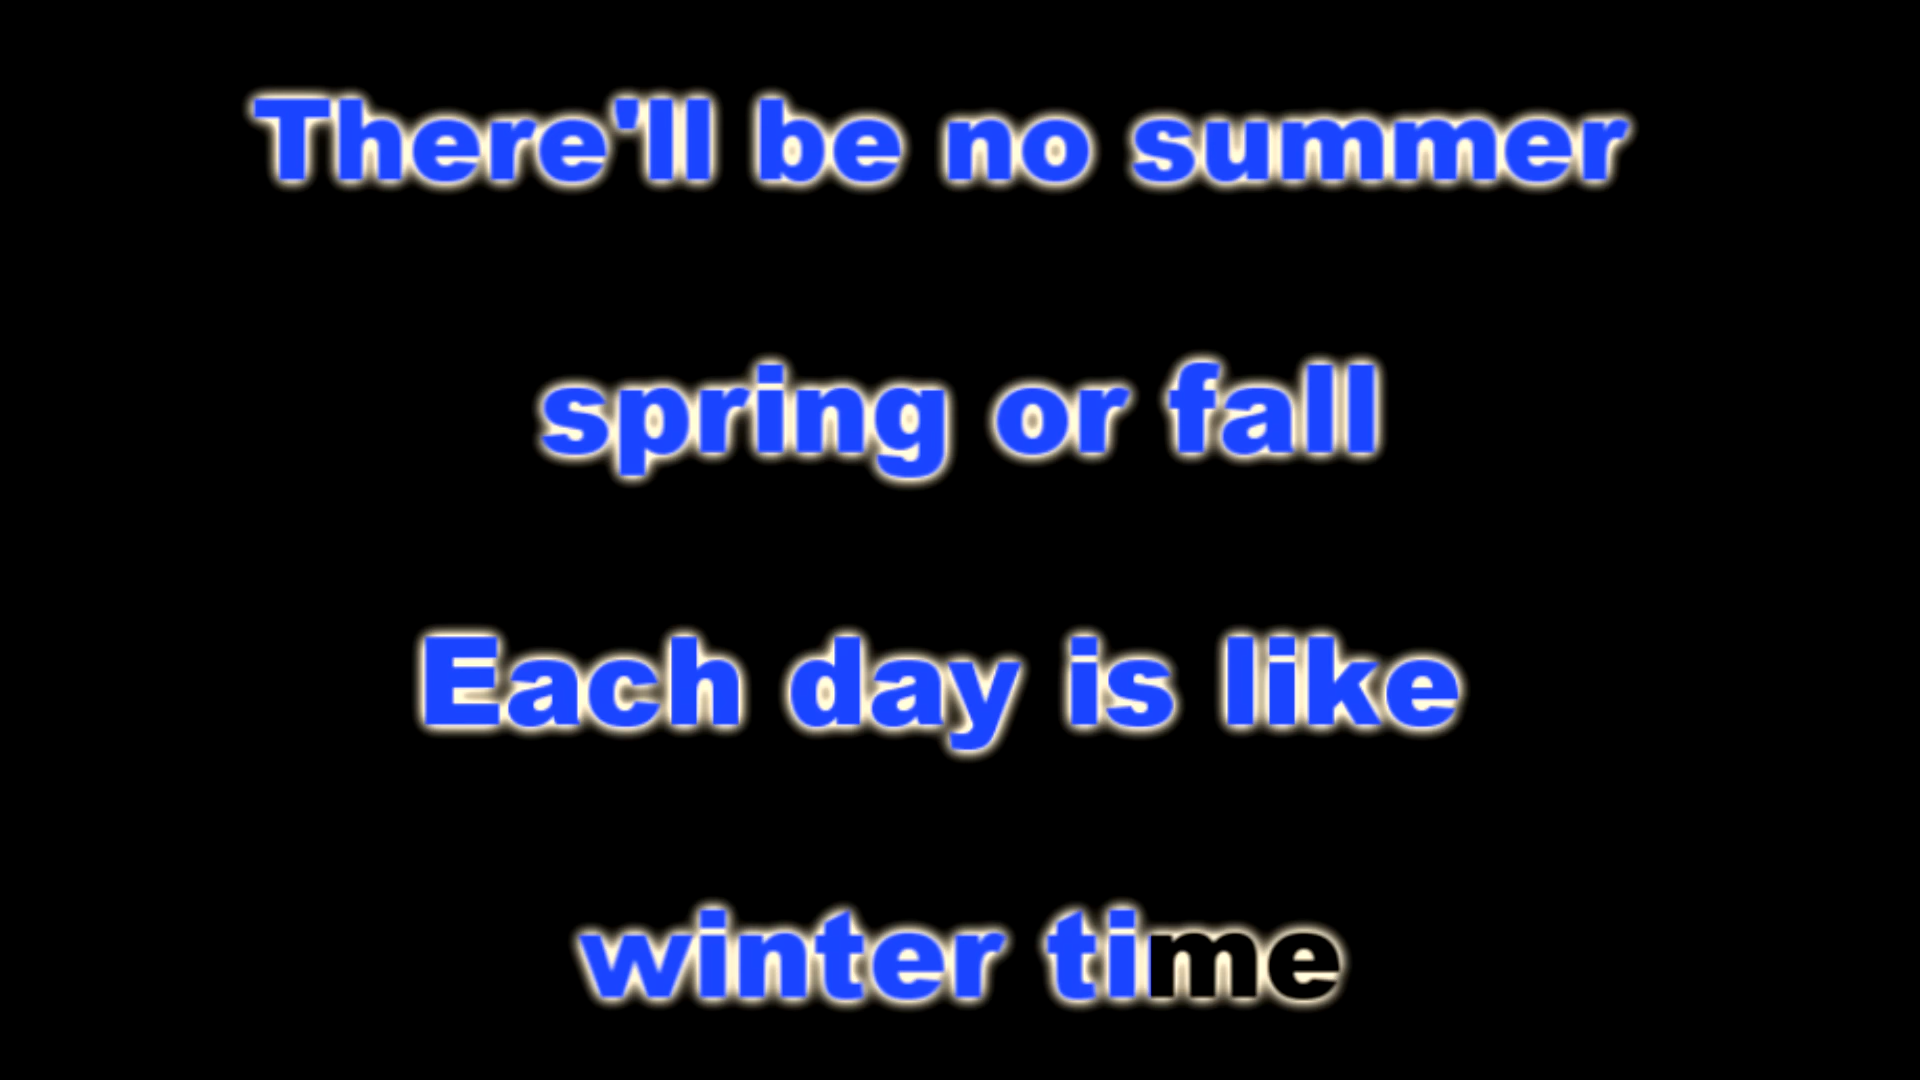 There'll be no summer
spring or fall
Each day is like
winter time